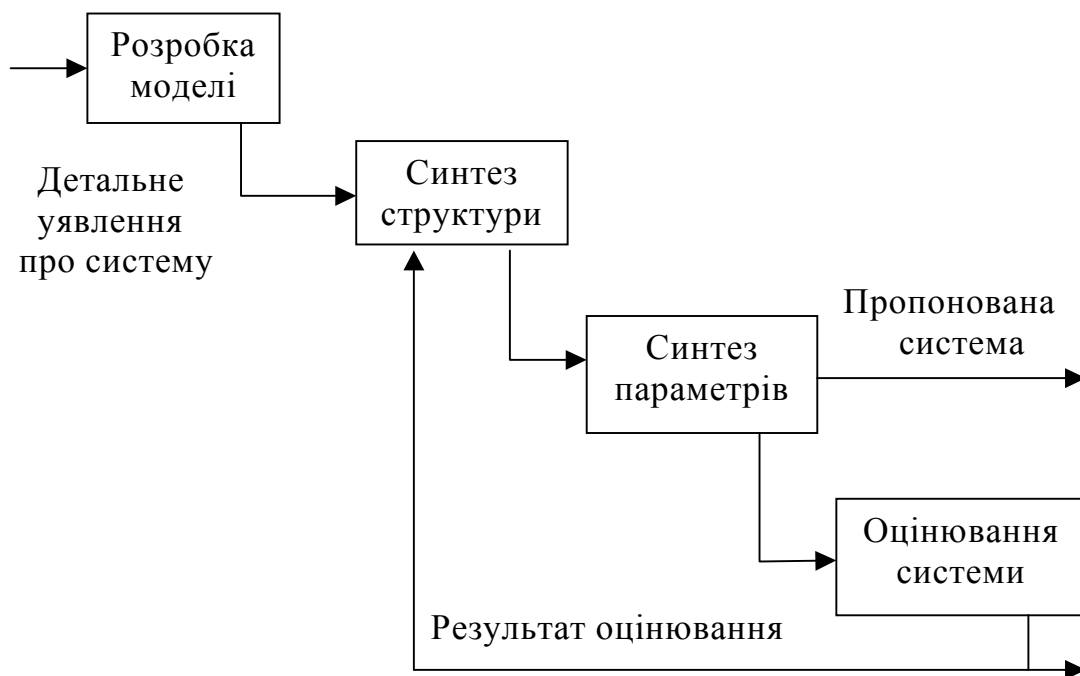 Розробка
моделі
Детальне
уявлення
про систему
Синтез
структури
Синтез
параметрів
Пропонована
система
Оцінювання
системи
Результат оцінювання